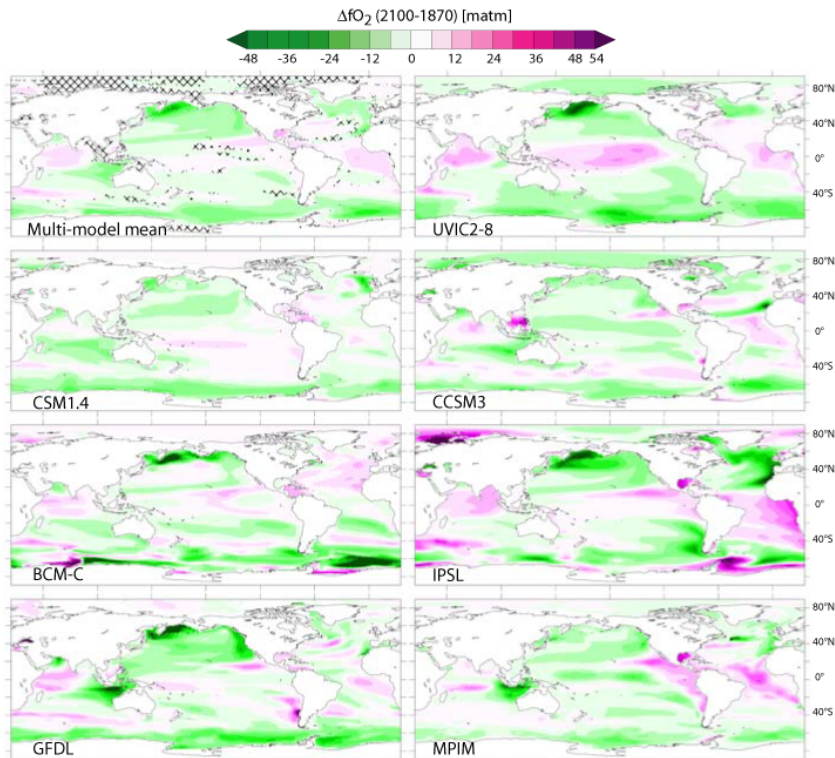 ΔfO₂ (2100-1870) [matm]
-48 -36 -24 -12 0 12 24 36 48 54
80°N
40°N
0°
40°S
Multi-model mean UVIC2-8
80°N
40°N
0°
40°S
CSM1.4 CCSM3
80°N
40°N
0°
40°S
BCM-C IPSL
80°N
40°N
0°
40°S
GFDL MPIM